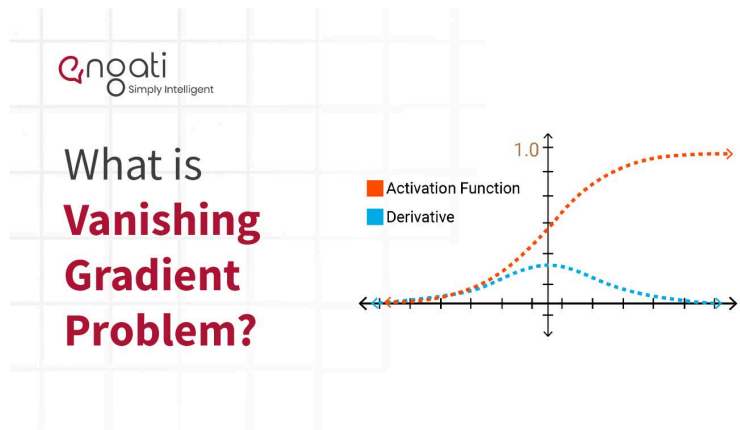 engati
Simply Intelligent
What is
Vanishing
Gradient
Problem?
1.0
Activation Function
Derivative